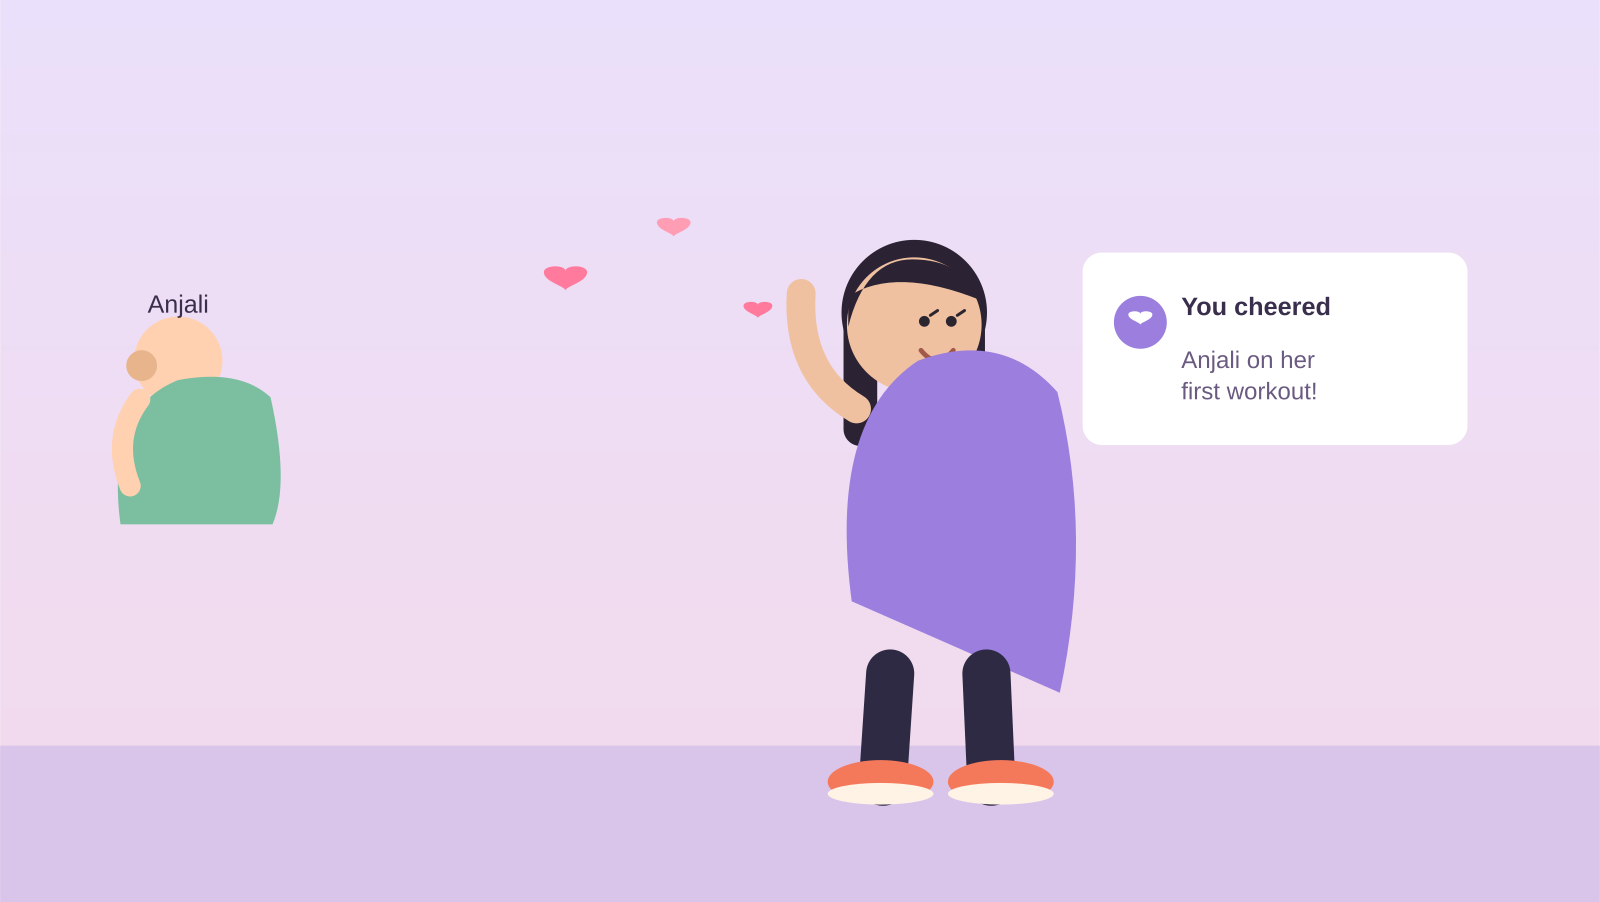 Anjali
You cheered
Anjali on her
first workout!